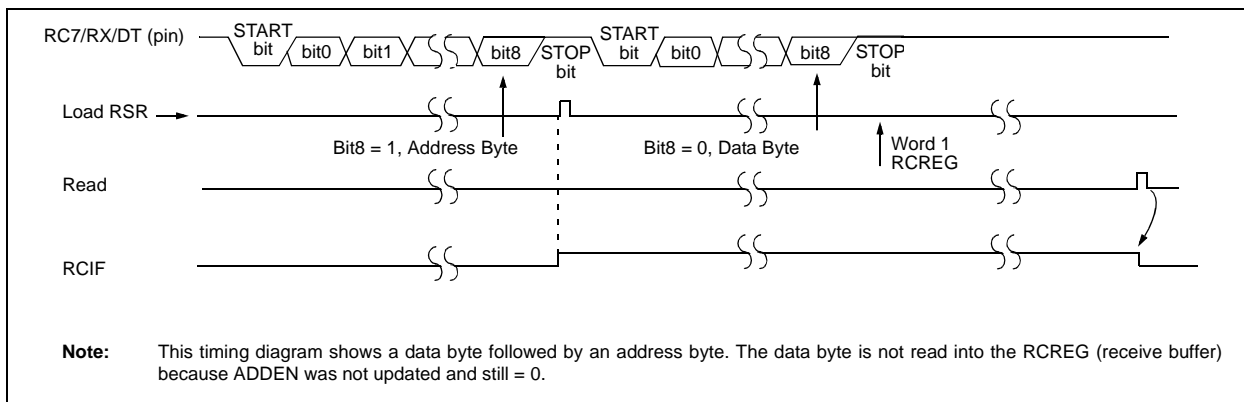 RC7/RX/DT (pin)
START
bit
bit0
bit1
bit8
STOP
bit
START
bit
bit0
bit8
STOP
bit
Load RSR
Bit8 = 1, Address Byte
Bit8 = 0, Data Byte
Word 1
RCREG
Read
RCIF
Note: This timing diagram shows a data byte followed by an address byte. The data byte is not read into the RCREG (receive buffer)
because ADDEN was not updated and still = 0.